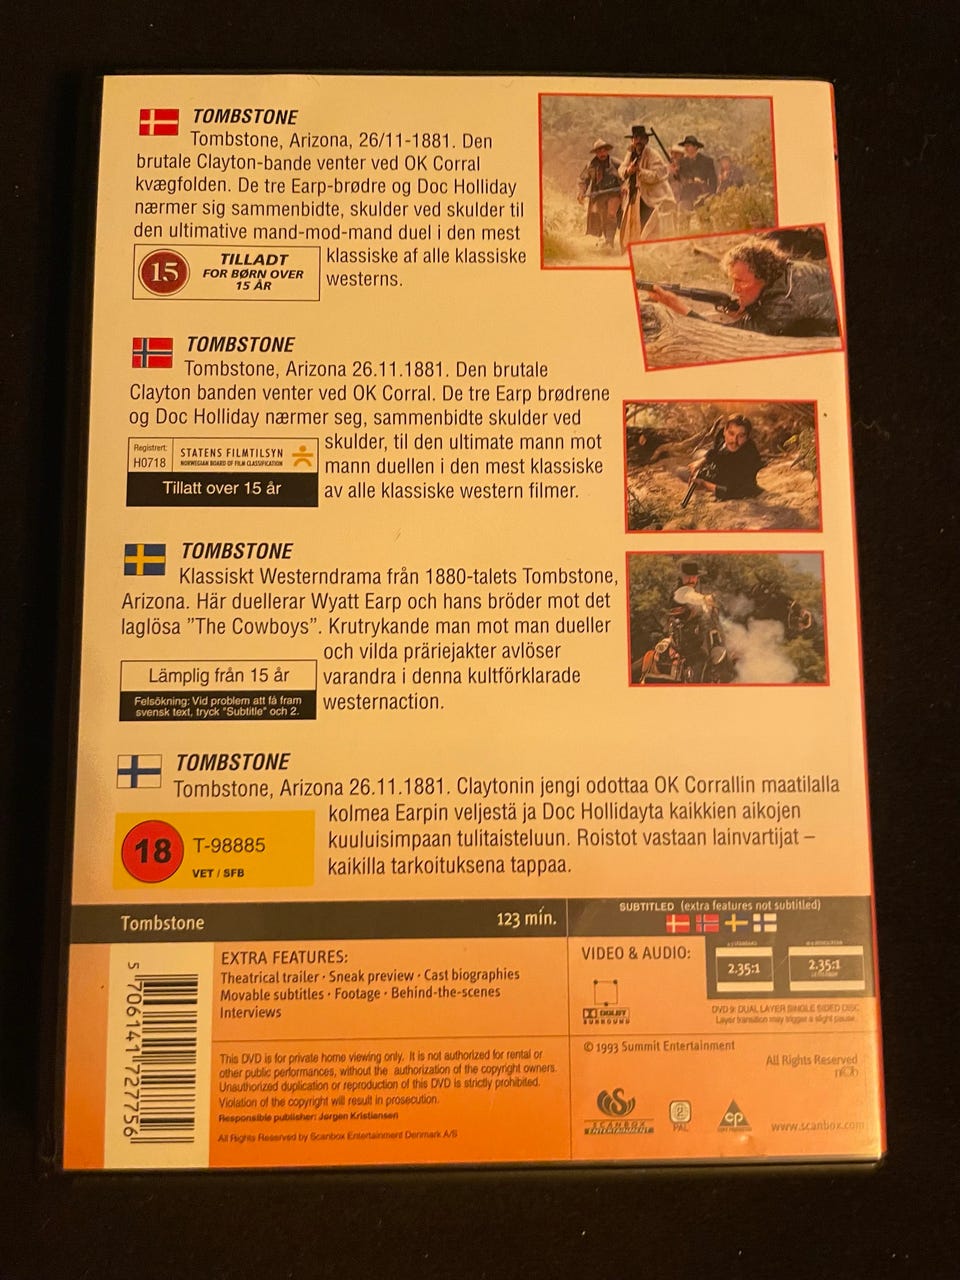 TOMBSTONE
Tombstone, Arizona, 26/11-1881. Den
brutale Clayton-bande venter ved OK Corral
kvægfolden. De tre Earp-brødre og Doc Holliday
nærmer sig sammenbidte, skulder ved skulder til
den ultimative mand-mod-mand duel i den mest
klassiske af alle klassiske
westerns.
15
TILLADT
FOR BØRN OVER
15 ÅR
TOMBSTONE
Tombstone, Arizona 26.11.1881. Den brutale
Clayton banden venter ved OK Corral. De tre Earp brødrene
og Doc Holliday nærmer seg, sammenbidte skulder ved
skulder, til den ultimate mann mot
mann duellen i den mest klassiske
av alle klassiske western filmer.
Registrert:
H0718
STATENS FILMTILSYN
NORWEGIAN BOARD OF FILM CLASSIFICATION
Tillatt over 15 år
TOMBSTONE
Klassiskt Westerndrama från 1880-talets Tombstone,
Arizona. Här duellerar Wyatt Earp och hans bröder mot det
laglösa ”The Cowboys”. Krutrykande man mot man dueller
och vilda präriejakter avlöser
varandra i denna kultförklarade
westernaction.
Lämplig från 15 år
Felsökning: Vid problem att få fram
svensk text, tryck "Subtitle" och 2.
TOMBSTONE
Tombstone, Arizona 26.11.1881. Claytonin jengi odottaa OK Corrallin maatilalla
kolmea Earpin veljestä ja Doc Hollidayta kaikkien aikojen
kuuluisimpaan tulitaisteluun. Roistot vastaan lainvartijat –
kaikilla tarkoituksena tappaa.
18
T-98885
VET / SFB
Tombstone
123 min.
SUBTITLED (extra features not subtitled)
5 706141 727756
EXTRA FEATURES:
Theatrical trailer · Sneak preview · Cast biographies
Movable subtitles · Footage · Behind-the-scenes
Interviews
VIDEO & AUDIO:
2.35:1
2.35:1
DOLBY
SURROUND
DVD 9: DUAL LAYER SINGLE SIDED DISC
Layer transition may trigger a slight pause.
This DVD is for private home viewing only. It is not authorized for rental or
other public performances, without the authorization of the copyright owners.
Unauthorized duplication or reproduction of this DVD is strictly prohibited.
Violation of the copyright will result in prosecution.
Responsible publisher: Jørgen Kristiansen
All Rights Reserved by Scanbox Entertainment Denmark A/S
© 1993 Summit Entertainment
All Rights Reserved
nCb
SCANBOX
ENTERTAINMENT
2
PAL
CP
www.scanbox.com